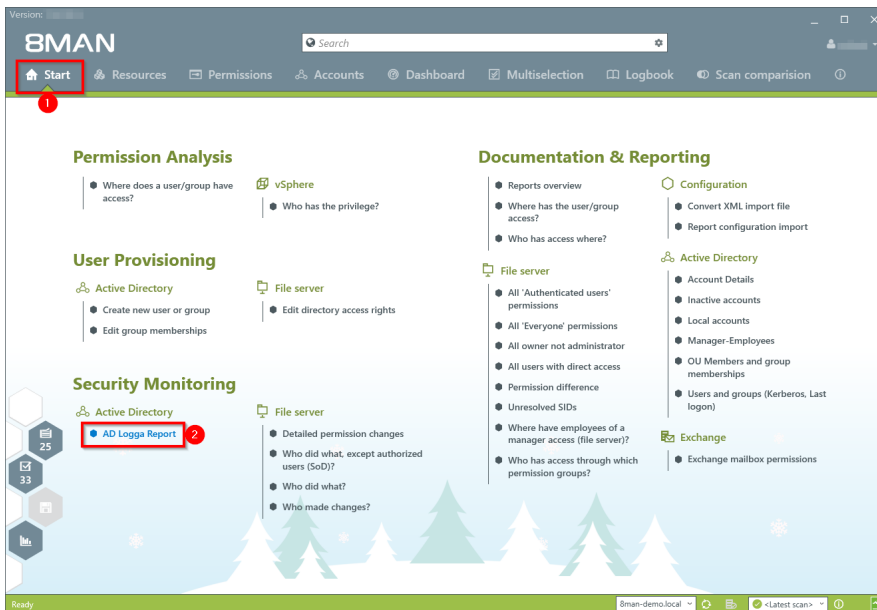 Version:
8MAN
Search
Start
Resources
Permissions
Accounts
Dashboard
Multiselection
Logbook
Scan comparision
1
Permission Analysis
Where does a user/group have
access?
vSphere
Who has the privilege?
User Provisioning
Active Directory
Create new user or group
Edit group memberships
File server
Edit directory access rights
Security Monitoring
Active Directory
AD Logga Report
2
File server
Detailed permission changes
Who did what, except authorized
users (SoD)?
Who did what?
Who made changes?
Documentation & Reporting
Reports overview
Where has the user/group
access?
Who has access where?
File server
All 'Authenticated users'
permissions
All 'Everyone' permissions
All owner not administrator
All users with direct access
Permission difference
Unresolved SIDs
Where have employees of a
manager access (file server)?
Who has access through which
permission groups?
Configuration
Convert XML import file
Report configuration import
Active Directory
Account Details
Inactive accounts
Local accounts
Manager-Employees
OU Members and group
memberships
Users and groups (Kerberos, Last
logon)
Exchange
Exchange mailbox permissions
25
33
Ready
8man-demo.local
<Latest scan>